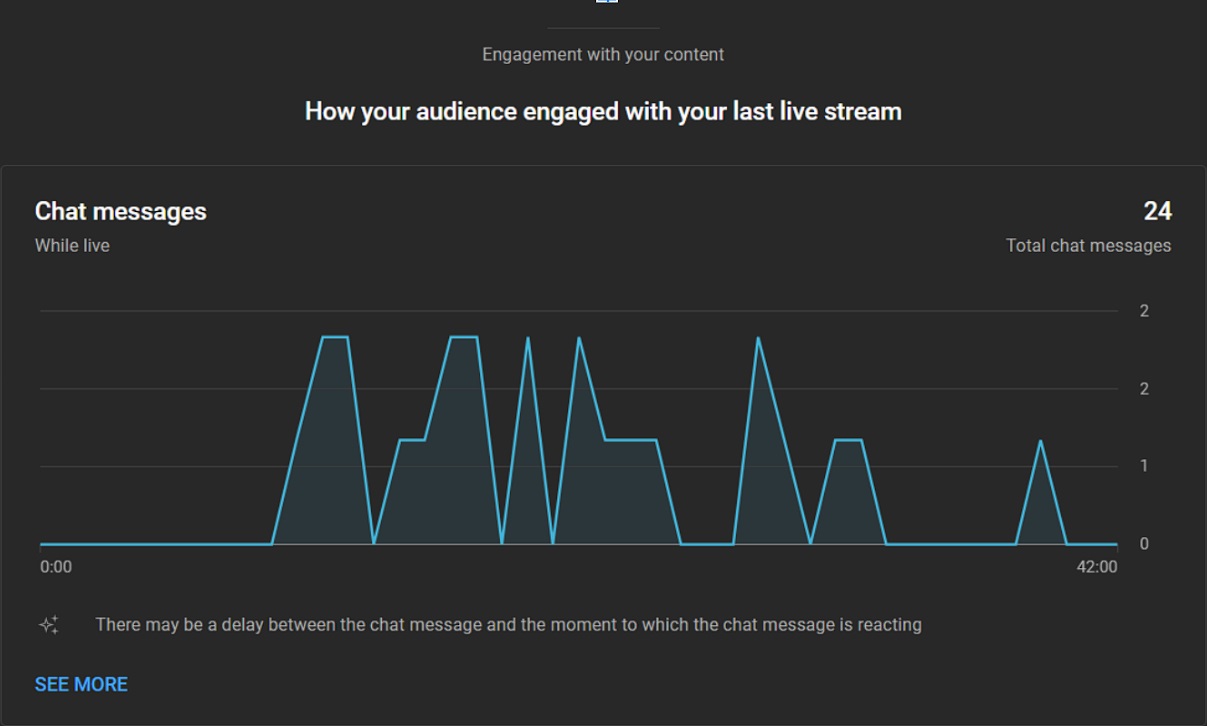 Engagement with your content
How your audience engaged with your last live stream
Chat messages
24
While live
Total chat messages
2
2
1
0
0:00
42:00
There may be a delay between the chat message and the moment to which the chat message is reacting
SEE MORE